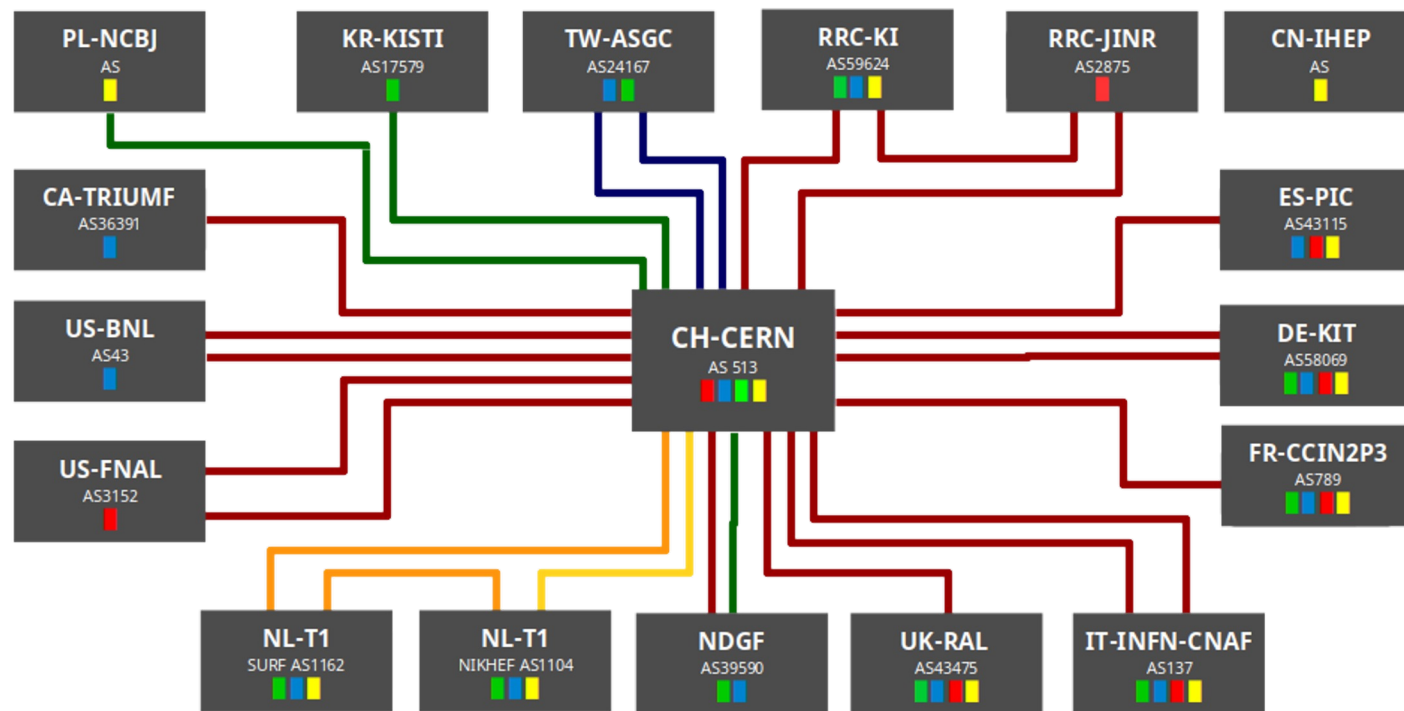 PL-NCBJ
AS
KR-KISTI
AS17579
TW-ASGC
AS24167
RRC-KI
AS59624
RRC-JINR
AS2875
CN-IHEP
AS
CA-TRIUMF
AS36391
ES-PIC
AS43115
US-BNL
AS43
CH-CERN
AS 513
DE-KIT
AS58069
US-FNAL
AS3152
FR-CCIN2P3
AS789
NL-T1
SURF AS1162
NL-T1
NIKHEF AS1104
NDGF
AS39590
UK-RAL
AS43475
IT-INFN-CNAF
AS137